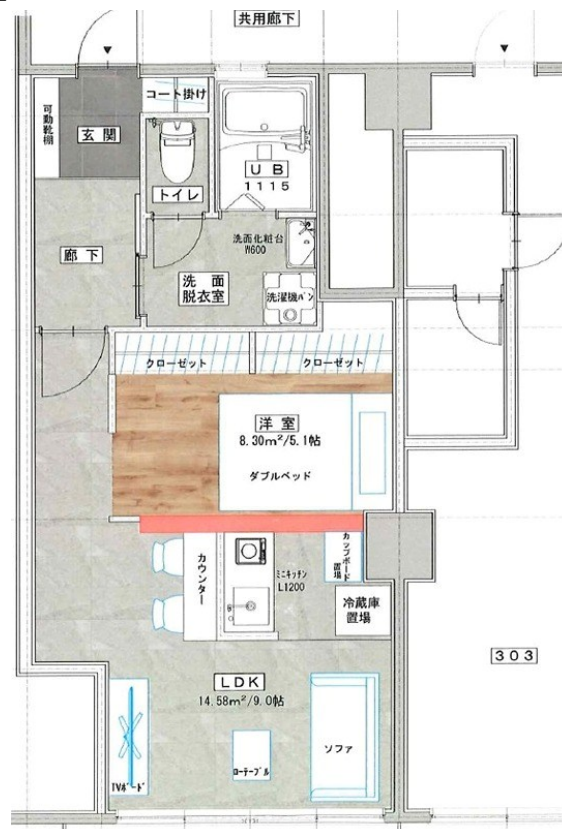 共用廊下
コート掛け
可動靴棚
玄関
トイレ
UB
1115
廊下
洗面化粧台
W600
洗面
脱衣室
洗濯機パン
クローゼット
クローゼット
洋室
8.30m²/5.1帖
ダブルベッド
カウンター
ミニキッチン
L1200
カップボード
置場
冷蔵庫
置場
303
LDK
14.58m²/9.0帖
ソファ
ローテーブル
TVボード